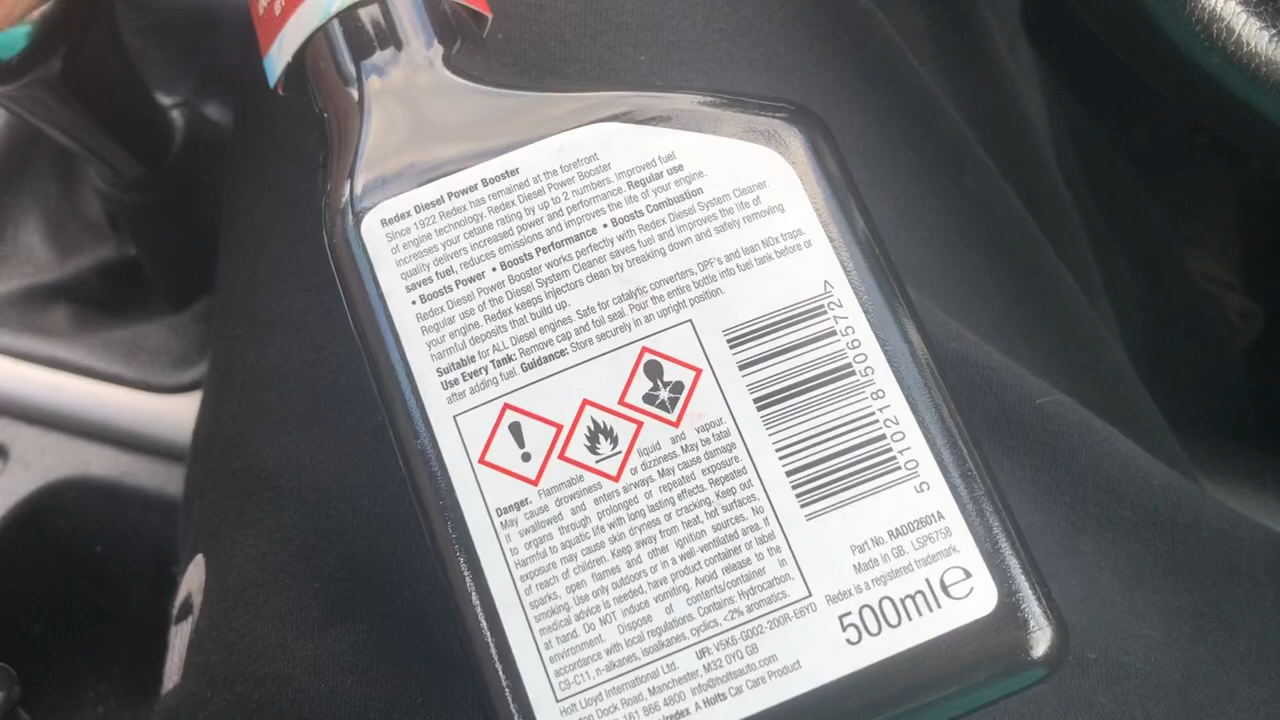 Redex Diesel Power Booster
Since 1922 Redex has remained at the forefront
of engine technology. Redex Diesel Power Booster
increases your cetane rating by up to 2 numbers. Improved fuel
quality delivers increased power and performance. Regular use
saves fuel, reduces emissions and improves the life of your engine.
• Boosts Power • Boosts Performance • Boosts Combustion
Redex Diesel Power Booster works perfectly with Redex Diesel System Cleaner.
Regular use of the Diesel System Cleaner saves fuel and improves the life of
your engine. Redex keeps Injectors clean by breaking down and safely removing
harmful deposits that build up.
Suitable for ALL Diesel engines. Safe for catalytic converters, DPF's and lean NOx traps.
Use Every Tank: Remove cap and foil seal. Pour the entire bottle into fuel tank before or
after adding fuel. Guidance: Store securely in an upright position.
Danger. Flammable liquid and vapour.
May cause drowsiness or dizziness. May be fatal
if swallowed and enters airways. May cause damage
to organs through prolonged or repeated exposure.
Harmful to aquatic life with long lasting effects. Repeated
exposure may cause skin dryness or cracking. Keep out
of reach of children. Keep away from heat, hot surfaces,
sparks, open flames and other ignition sources. No
smoking. Use only outdoors or in a well-ventilated area. If
medical advice is needed, have product container or label
at hand. Do NOT induce vomiting. Avoid release to the
environment. Dispose of contents/container in
accordance with local regulations. Contains: Hydrocarbon,
C9-C11, n-alkanes, isoalkanes, cyclics, <2% aromatics.
5 010218 506572 >
Part No. RADD2601A
Made in GB. LSP6758
Redex is a registered trademark.
500ml e
UFI: V5K6-G002-200R-E6YD
Holt Lloyd International Ltd.
Dock Road, Manchester, M32 0YQ GB
161 866 4800 info@holtsauto.com
/redex A Holts Car Care Product